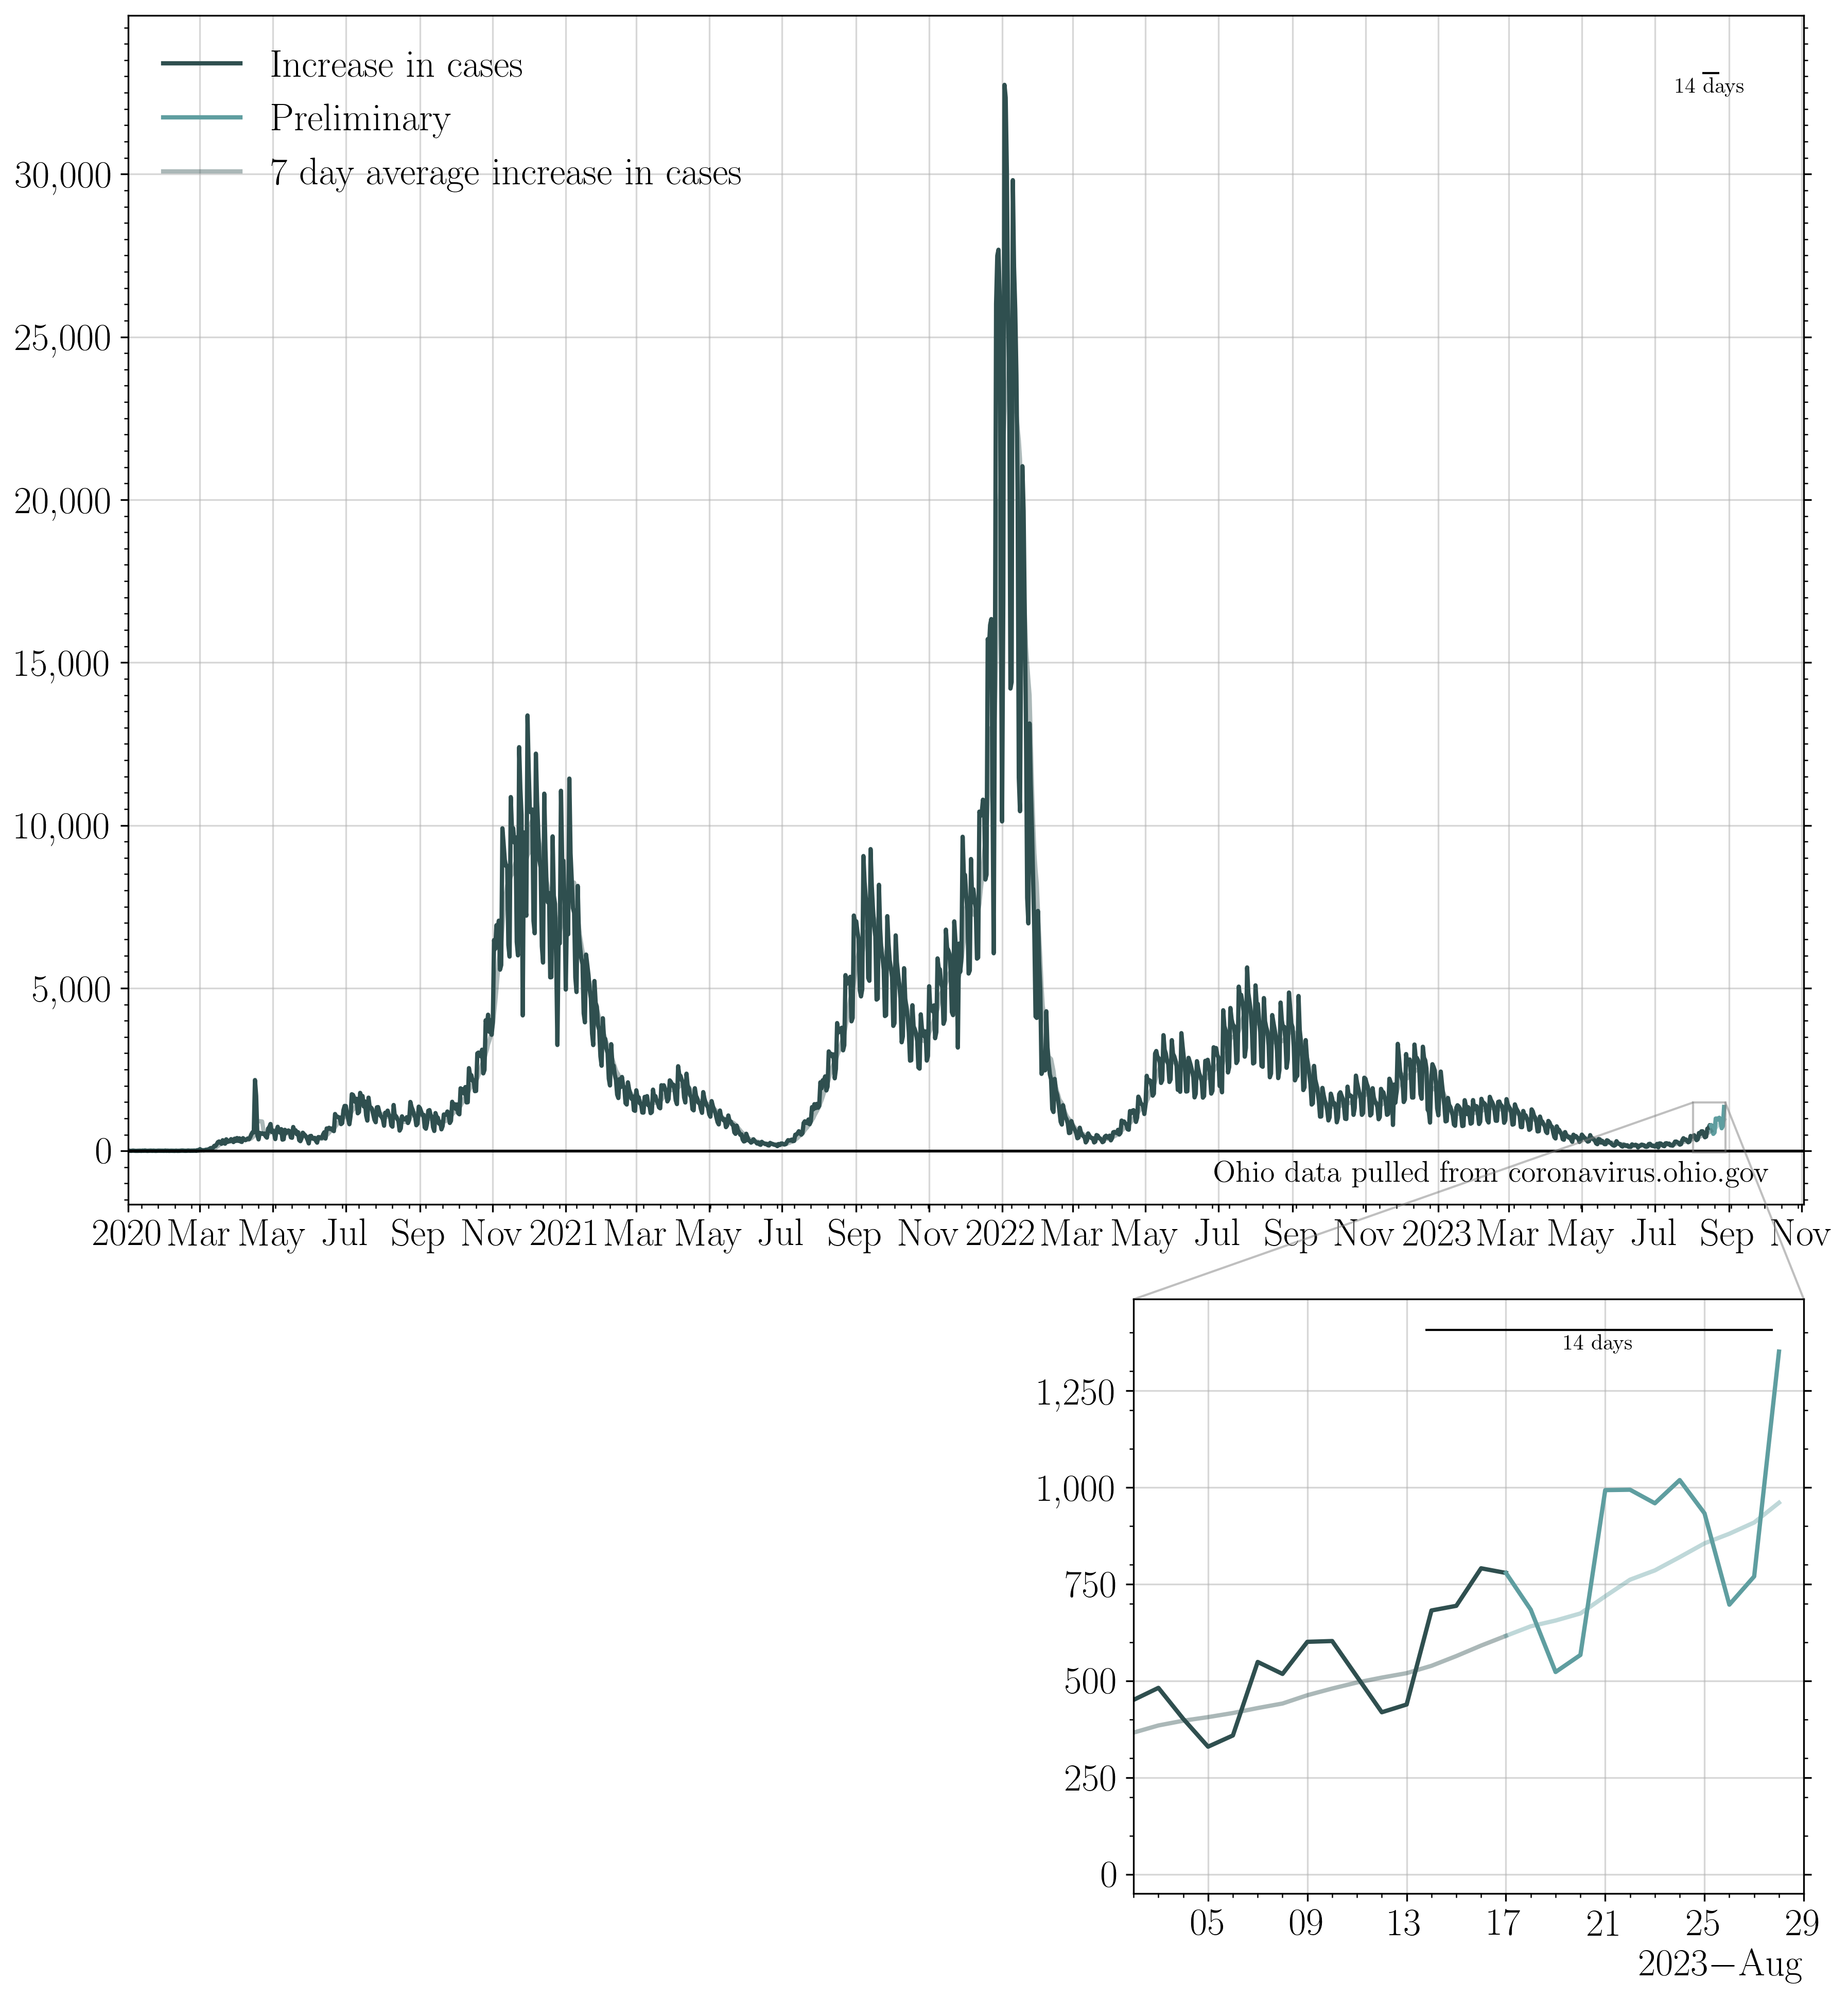 Increase in cases
Preliminary
7 day average increase in cases
14 days
30,000
25,000
20,000
15,000
10,000
5,000
0
Ohio data pulled from coronavirus.ohio.gov
2020 Mar May Jul Sep Nov 2021 Mar May Jul Sep Nov 2022 Mar May Jul Sep Nov 2023 Mar May Jul Sep Nov
14 days
1,250
1,000
750
500
250
0
05 09 13 17 21 25 29
2023−Aug